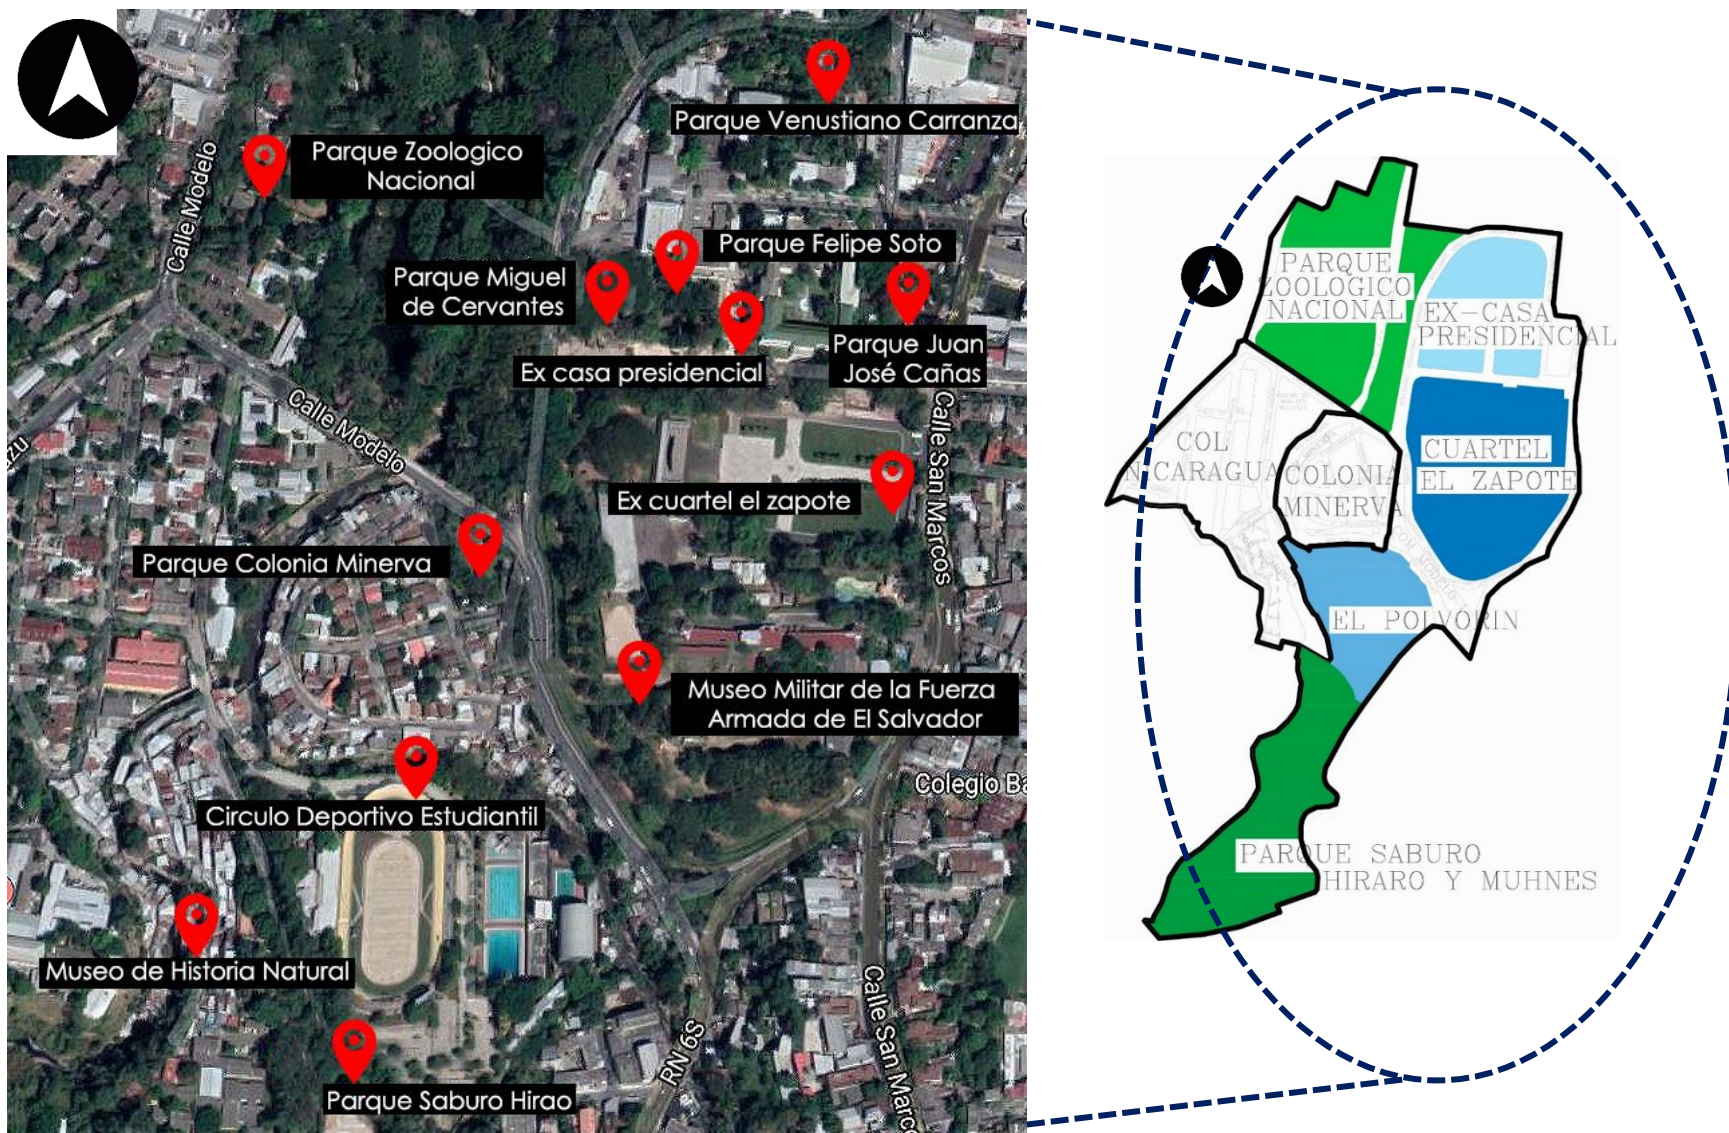 Parque Venustiano Carranza
Parque Zoologico
Nacional
Calle Modelo
Parque Felipe Soto
Parque Miguel
de Cervantes
Parque Juan
José Cañas
Ex casa presidencial
Calle Modelo
Calle San Marcos
azu
Ex cuartel el zapote
Parque Colonia Minerva
Museo Militar de la Fuerza
Armada de El Salvador
Colegio Ba
Circulo Deportivo Estudiantil
Museo de Historia Natural
Calle San Marco
RN 6S
Parque Saburo Hirao
PARQUE
ZOOLOGICO
NACIONAL
EX-CASA
PRESIDENCIAL
COL
NICARAGUA
COLONIA
MINERVA
CUARTEL
EL ZAPOTE
EL POLVORIN
PARQUE SABURO
HIRARO Y MUHNES